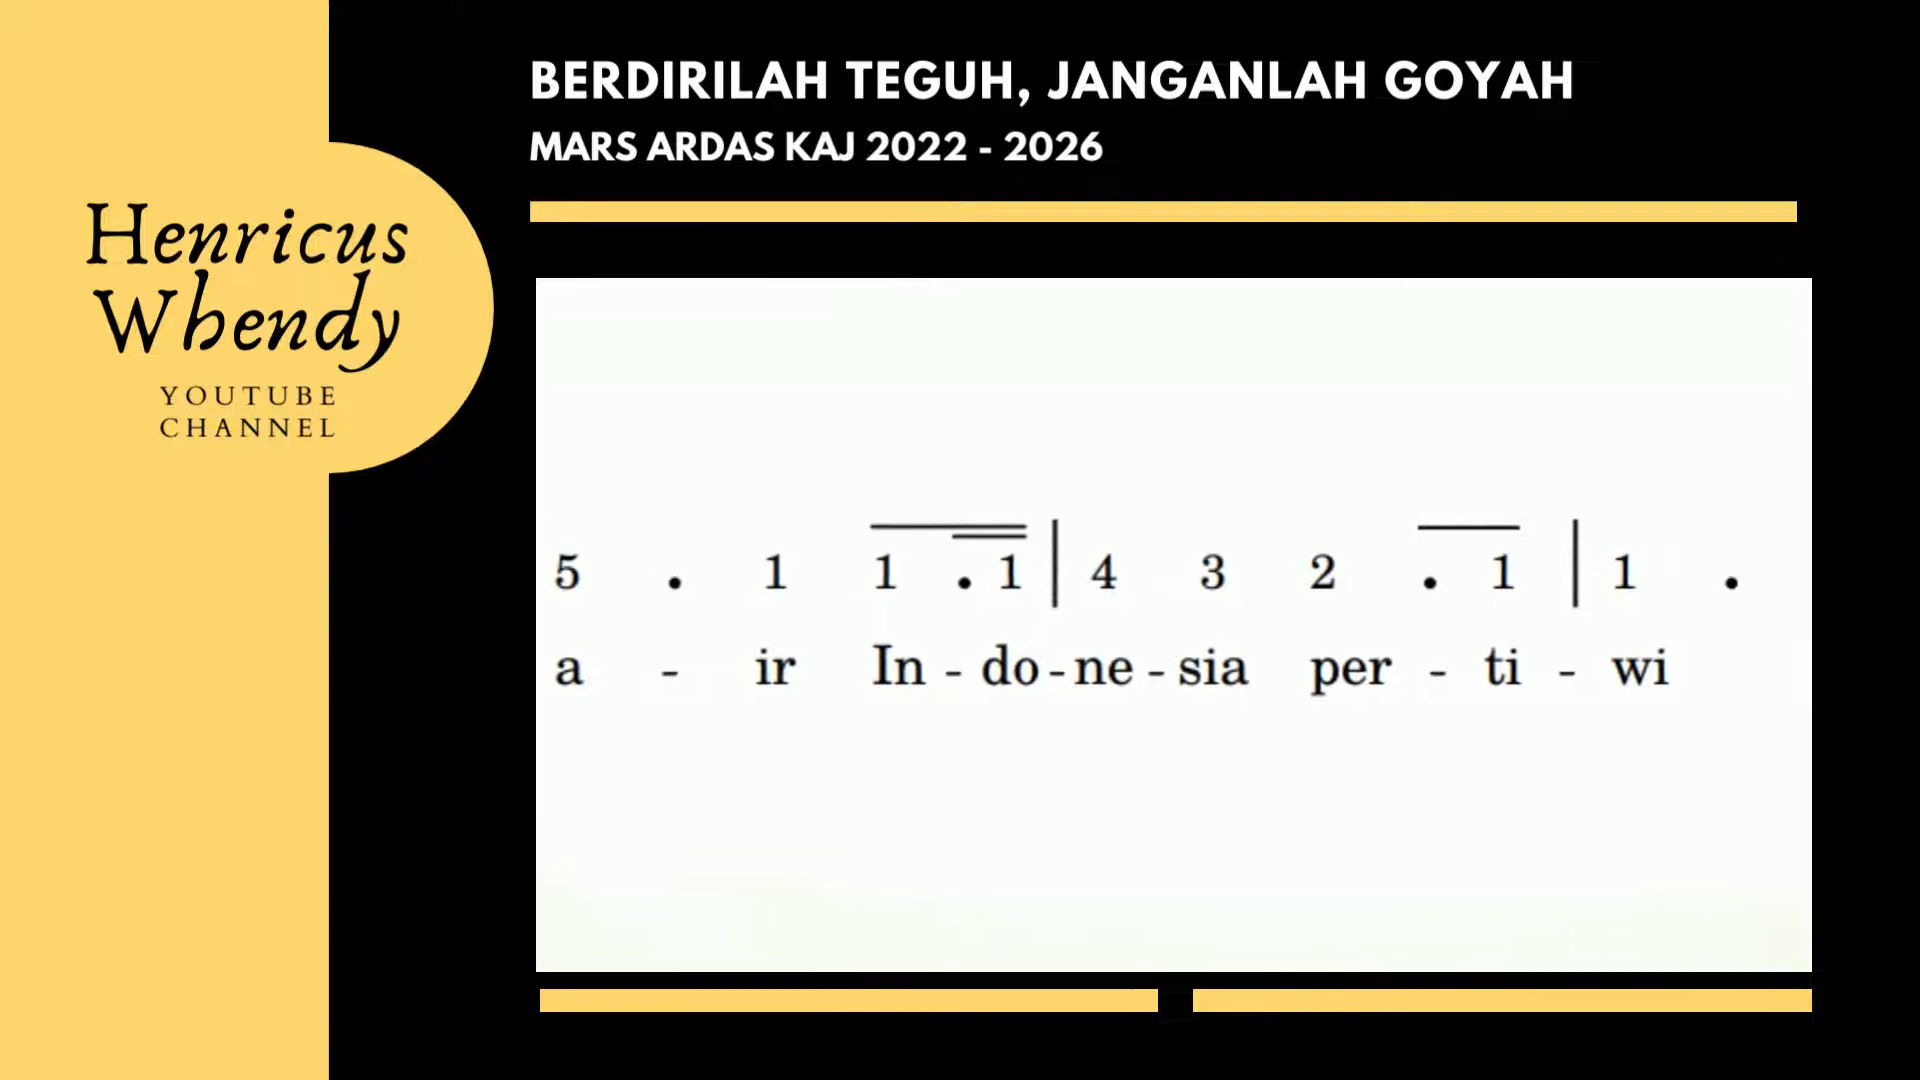 BERDIRILAH TEGUH, JANGANLAH GOYAH
MARS ARDAS KAJ 2022 - 2026
Henricus
Whendy
YOUTUBE
CHANNEL
5 . 1 1 . 1 | 4 3 2 . 1 | 1 .
a - ir In - do - ne - sia per - ti - wi